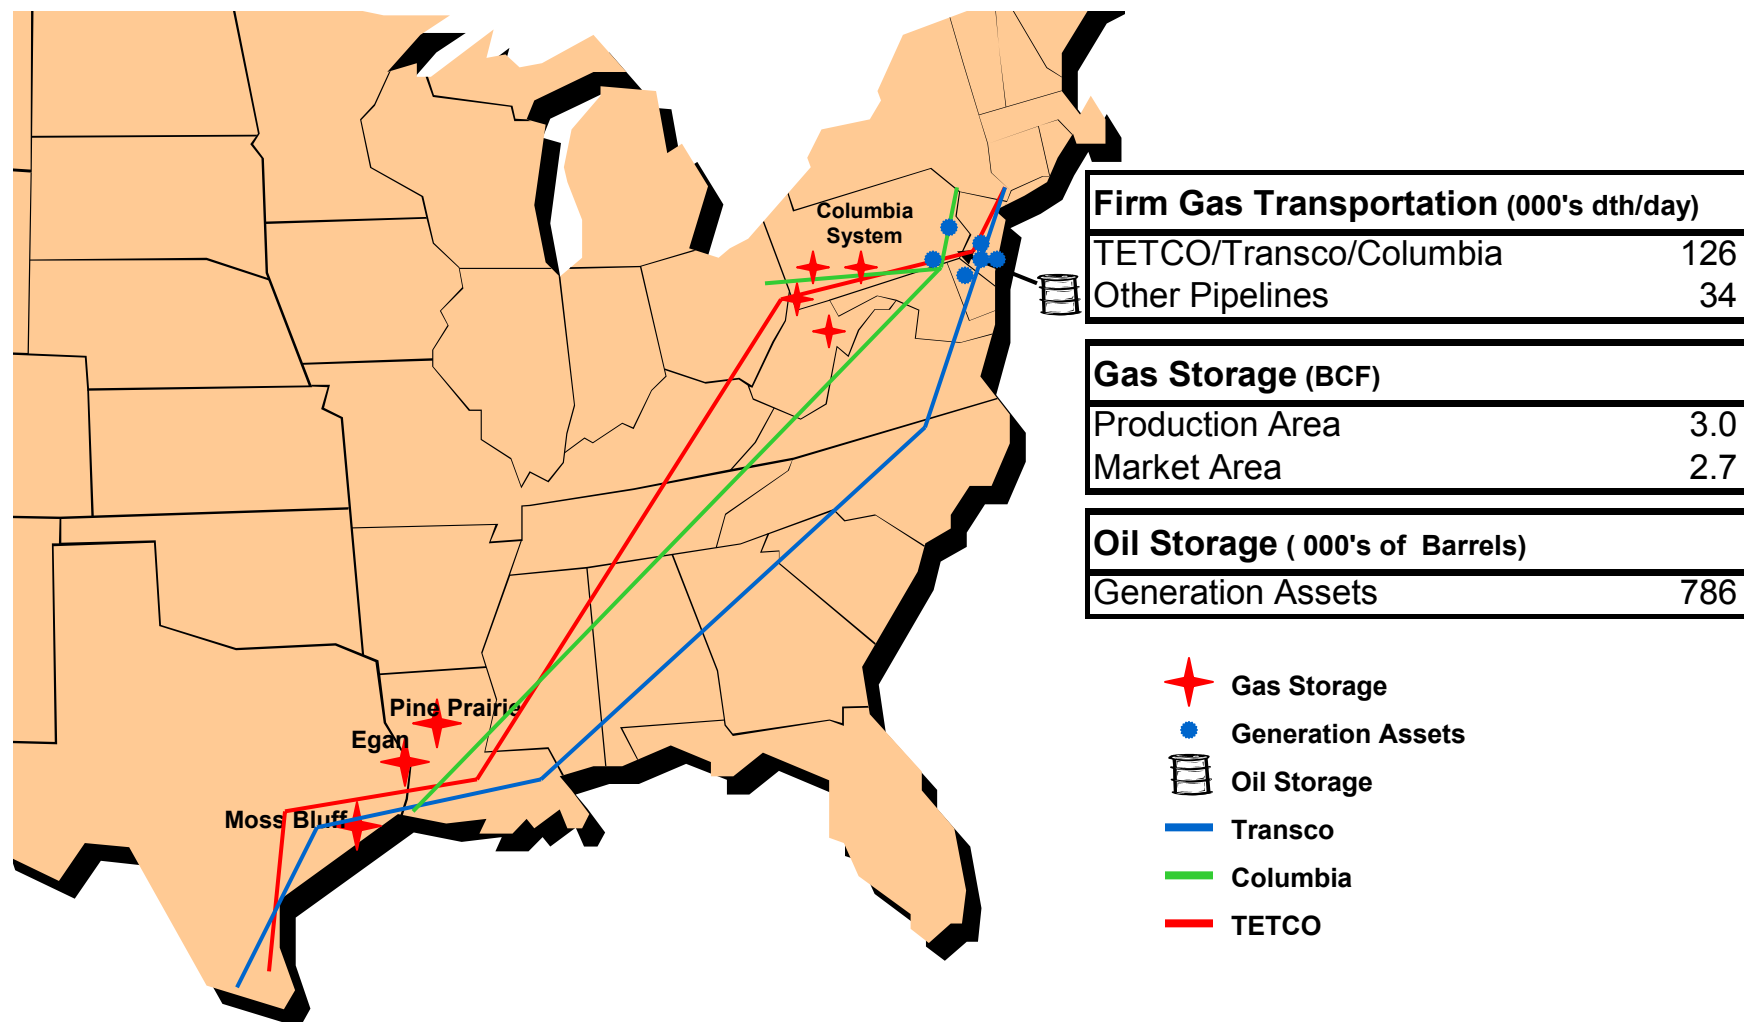 Columbia
System
Pine Prairie
Egan
Moss Bluff
Firm Gas Transportation (000's dth/day)
TETCO/Transco/Columbia 126
Other Pipelines 34
Gas Storage (BCF)
Production Area 3.0
Market Area 2.7
Oil Storage ( 000's of Barrels)
Generation Assets 786
Gas Storage
Generation Assets
Oil Storage
Transco
Columbia
TETCO